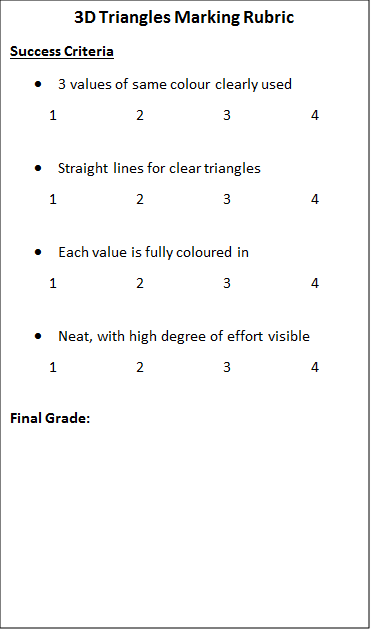 3D Triangles Marking Rubric
Success Criteria
• 3 values of same colour clearly used
1 2 3 4
• Straight lines for clear triangles
1 2 3 4
• Each value is fully coloured in
1 2 3 4
• Neat, with high degree of effort visible
1 2 3 4
Final Grade: